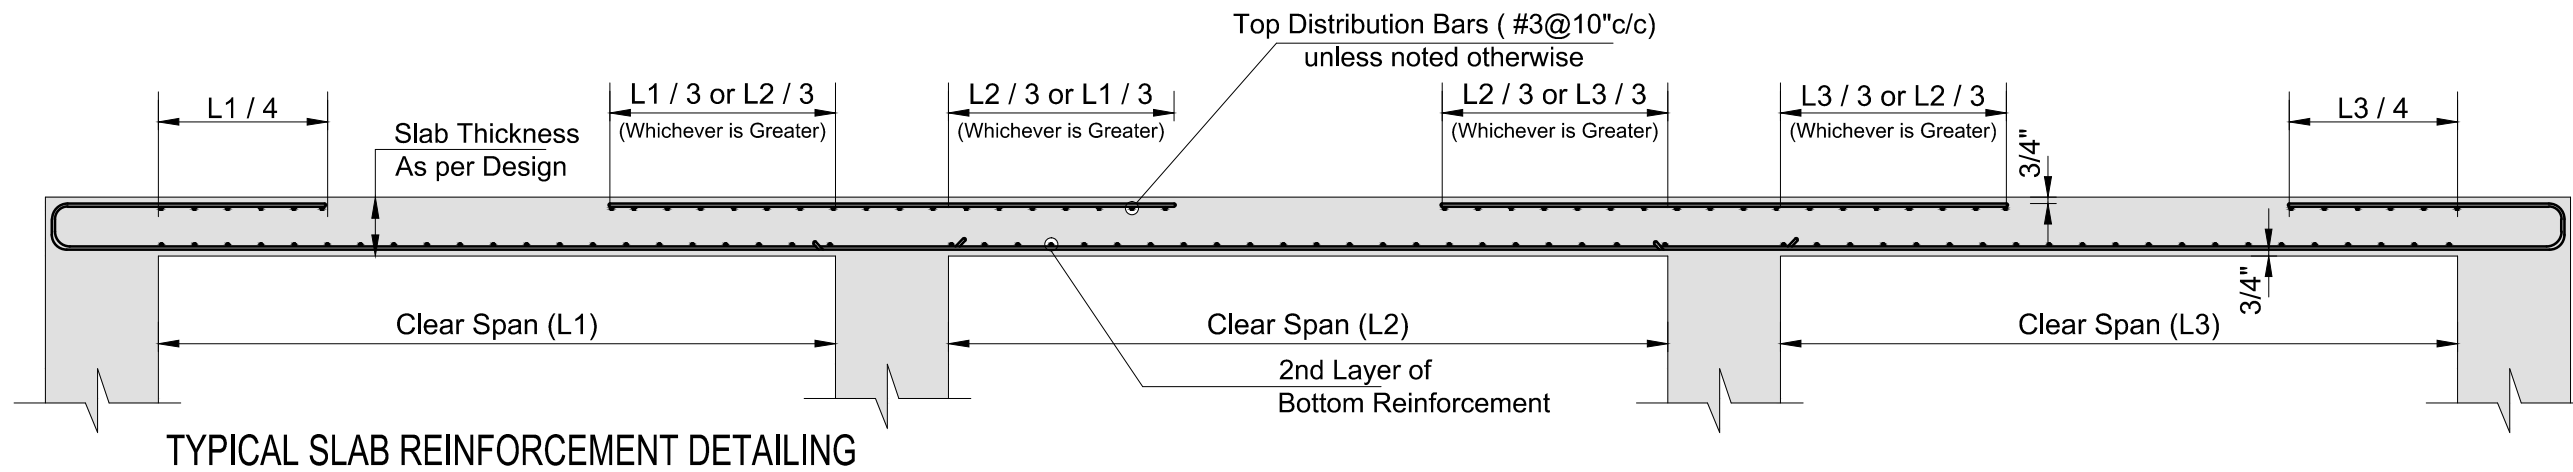 Top Distribution Bars ( #3@10"c/c)
unless noted otherwise
L1 / 4
L1 / 3 or L2 / 3
(Whichever is Greater)
L2 / 3 or L1 / 3
(Whichever is Greater)
L2 / 3 or L3 / 3
(Whichever is Greater)
L3 / 3 or L2 / 3
(Whichever is Greater)
L3 / 4
Slab Thickness
As per Design
3/4"
3/4"
Clear Span (L1)
Clear Span (L2)
Clear Span (L3)
2nd Layer of
Bottom Reinforcement
TYPICAL SLAB REINFORCEMENT DETAILING